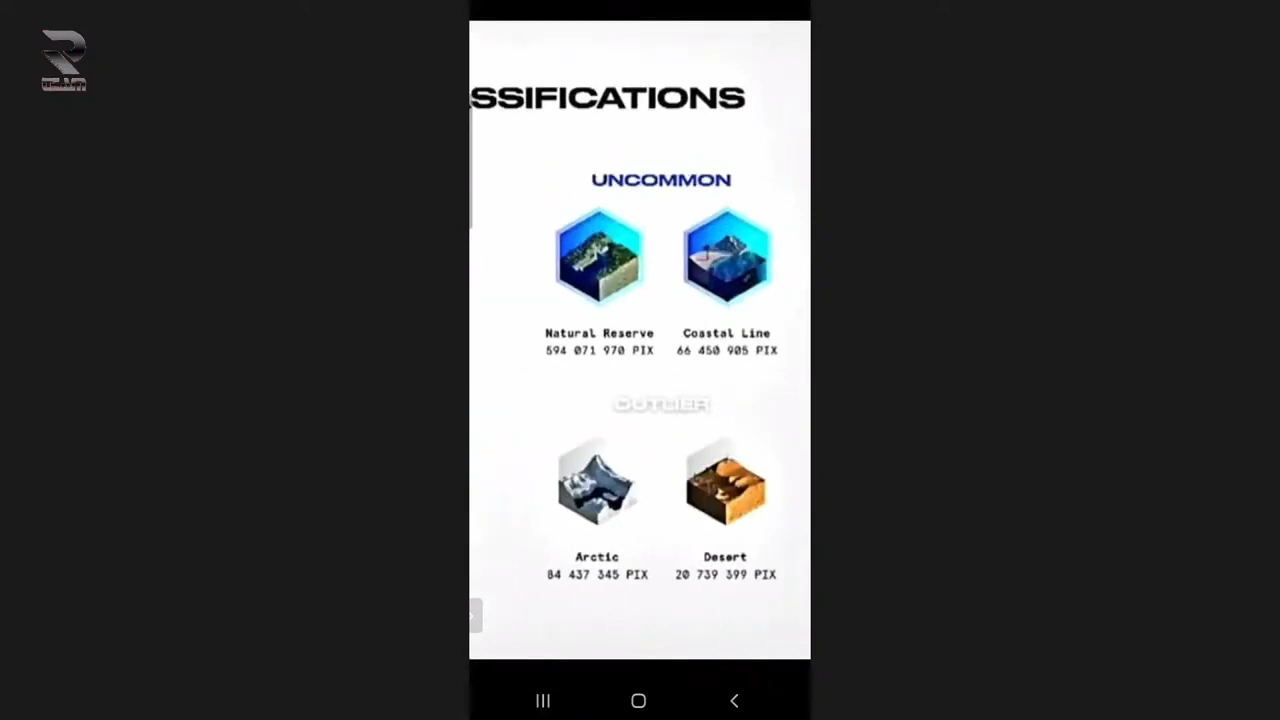 SSIFICATIONS
UNCOMMON
Natural Reserve
594 071 970 PIX
Coastal Line
66 450 905 PIX
OUTLIER
Arctic
84 437 345 PIX
Desert
20 739 399 PIX